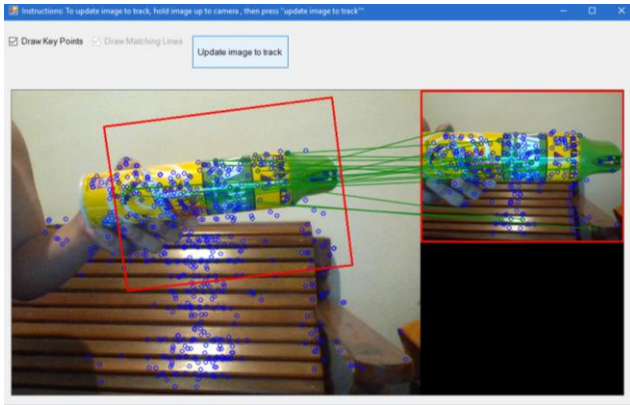 Instructions: To update image to track, hold image up to camera , then press "update image to track""
Draw Key Points
Draw Matching Lines
Update image to track